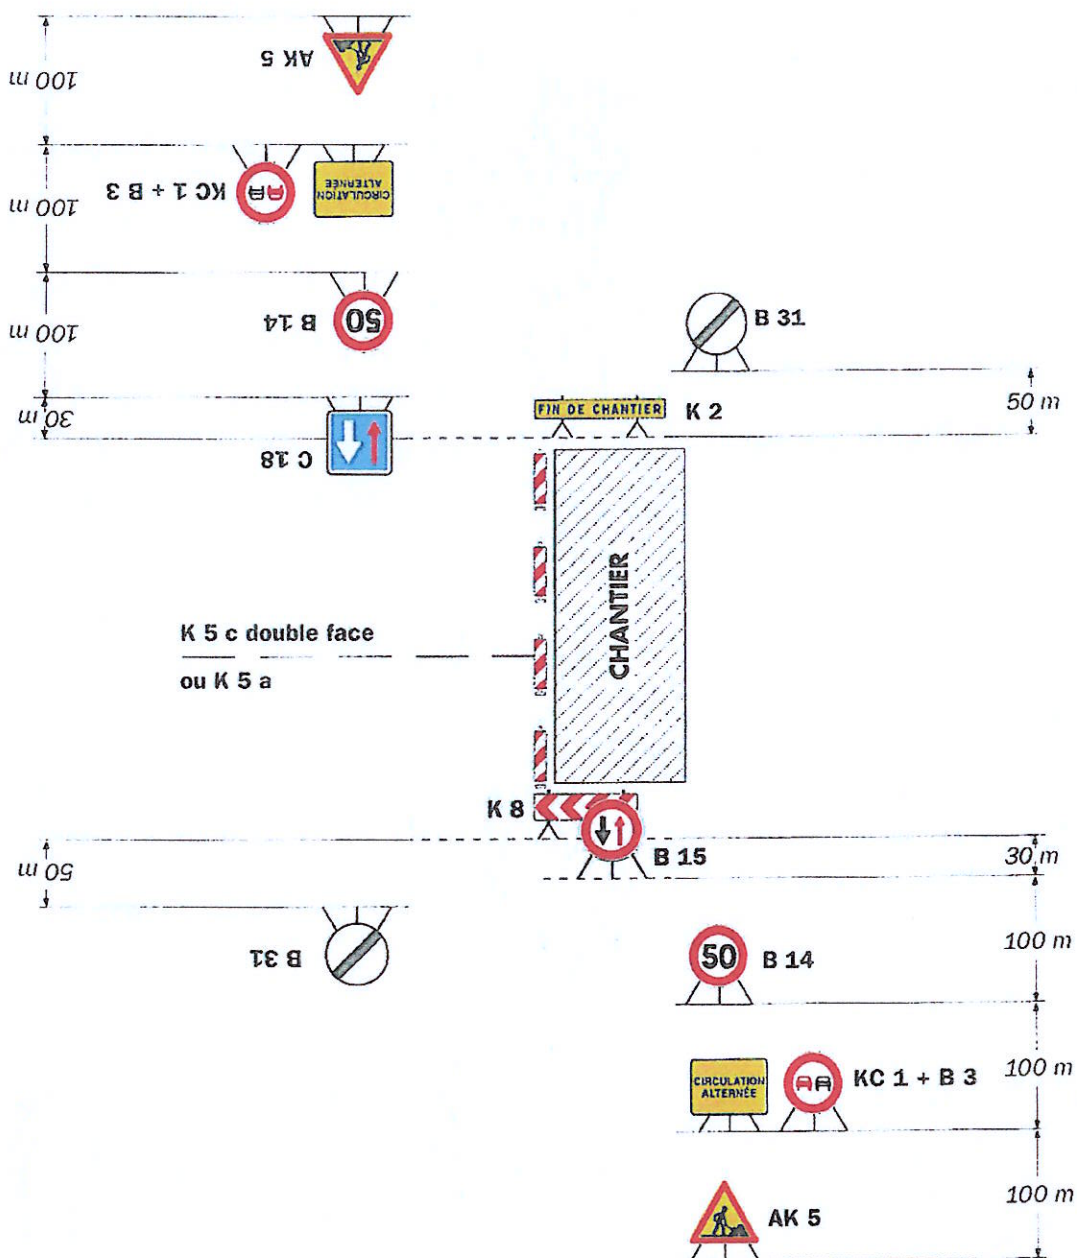 AK 5
100 m
KC 1 + B 3
CIRCULATION
ALTERNÉE
100 m
B 14
50
100 m
B 31
50 m
FIN DE CHANTIER
K 2
30 m
C 18
CHANTIER
K 5 c double face
ou K 5 a
K 8
B 15
30 m
50 m
B 31
50
B 14
100 m
CIRCULATION
ALTERNÉE
KC 1 + B 3
100 m
AK 5
100 m